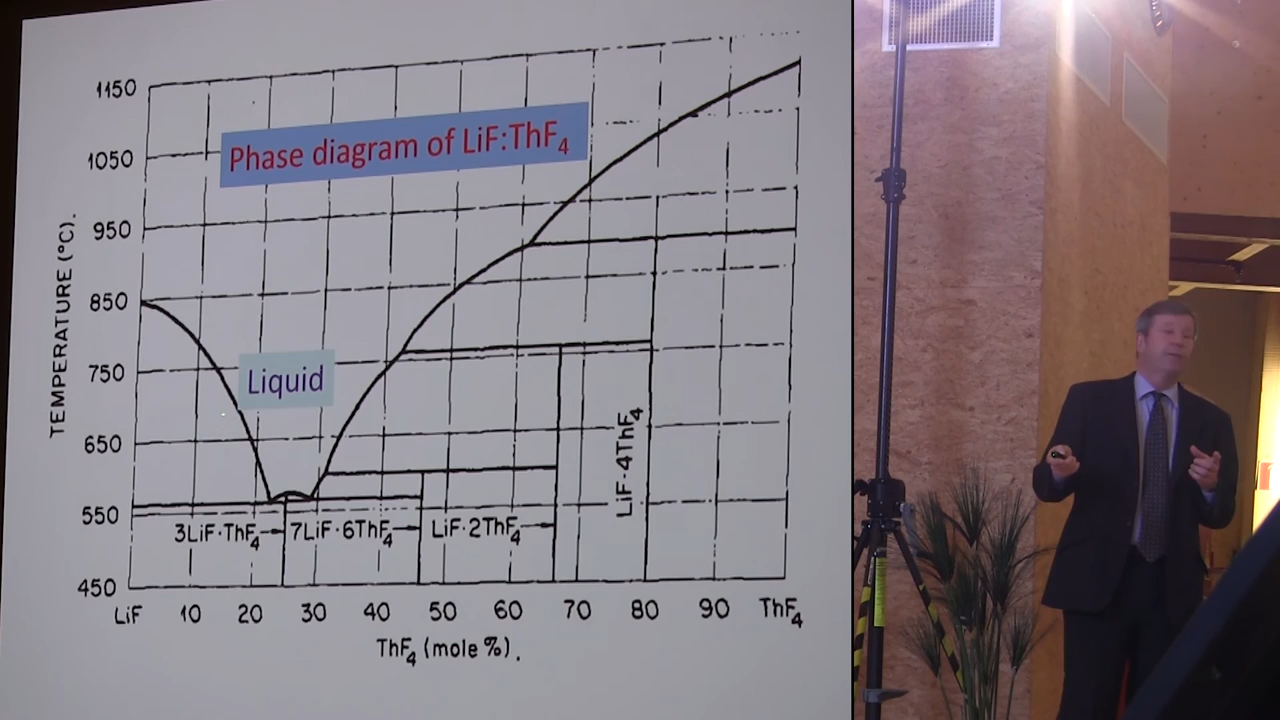 1150
Phase diagram of LiF:ThF4
1050
950
TEMPERATURE (°C).
850
Liquid
750
650
LiF·4ThF4
550
3LiF·ThF4 7LiF·6ThF4 LiF·2ThF4
450
LiF 10 20 30 40 50 60 70 80 90 ThF4
ThF4 (mole %).